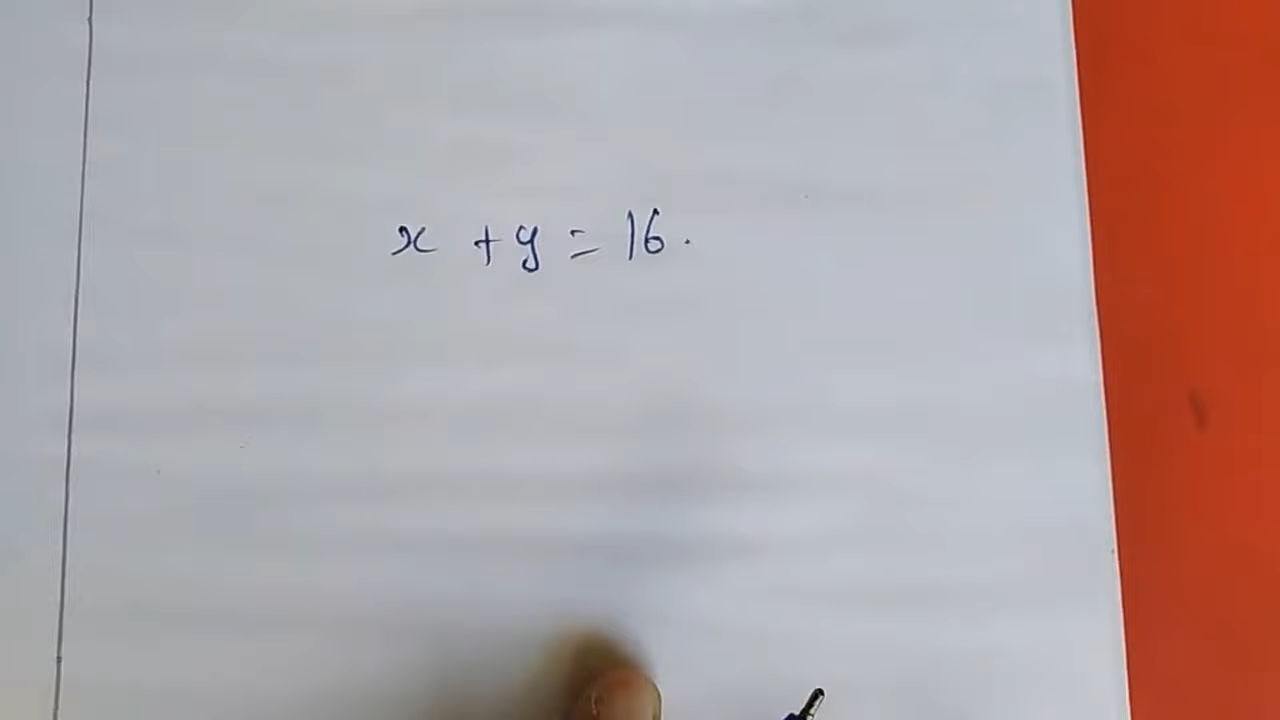 x + y = 16.